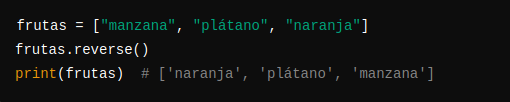 frutas = ["manzana", "plátano", "naranja"]
frutas.reverse()
print(frutas)  # ['naranja', 'plátano', 'manzana']